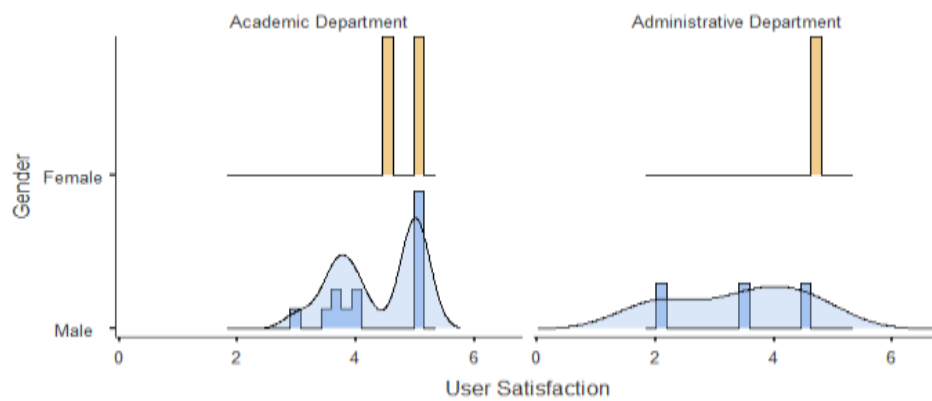 Academic Department
Administrative Department
Gender
Female
Male
0 2 4 6
0 2 4 6
User Satisfaction